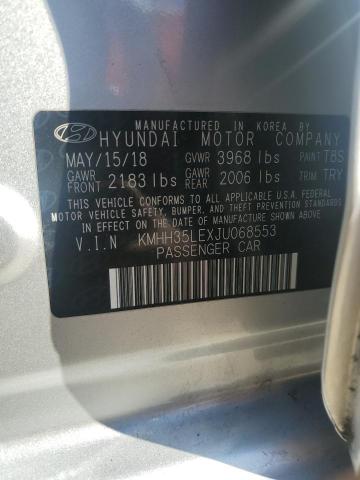 MANUFACTURED IN KOREA BY
HYUNDAI MOTOR COMPANY
MAY/15/18 GVWR 3968 lbs PAINT T8S
GAWR FRONT 2183 lbs GAWR REAR 2006 lbs TRIM TRY
THIS VEHICLE CONFORMS TO ALL APPLICABLE U.S. FEDERAL
MOTOR VEHICLE SAFETY, BUMPER, AND THEFT PREVENTION
STANDARDS IN EFFECT ON THE DATE OF MANUFACTURE SHOWN ABOVE.
V.I.N KMHH35LEXJU068553
PASSENGER CAR